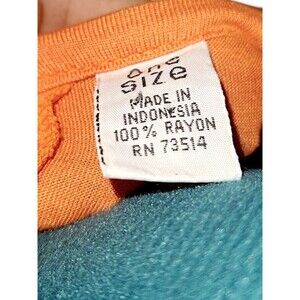 one
size
MADE IN
INDONESIA
100% RAYON
RN 73514